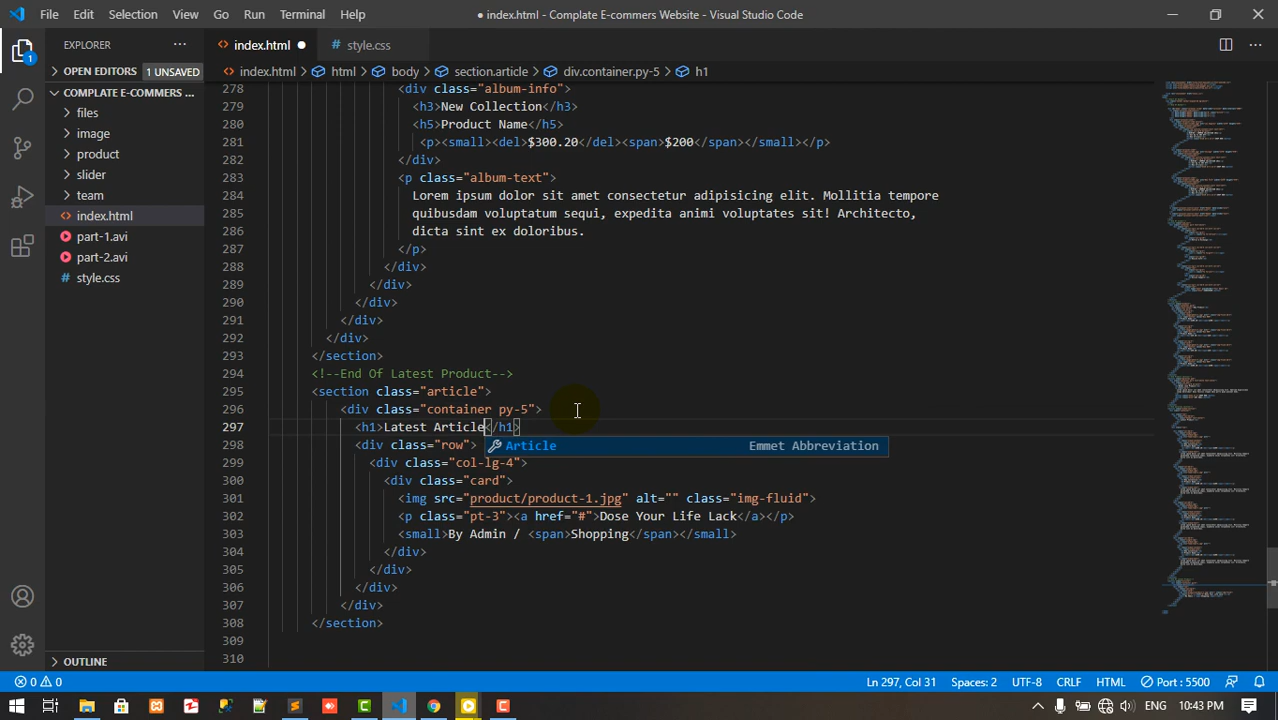 File Edit Selection View Go Run Terminal Help
● index.html - Complate E-commers Website - Visual Studio Code
EXPLORER
index.html
style.css
OPEN EDITORS 1 UNSAVED
index.html html body section.article div.container.py-5 h1
COMPLATE E-COMMERS ...
files
image
product
slider
team
index.html
part-1.avi
part-2.avi
style.css
OUTLINE
1
278 <div class="album-info">
279 <h3>New Collection</h3>
280 <h5>Product Name</h5>
281 <p><small><del>$300.20</del><span>$200</span></small></p>
282 </div>
283 <p class="album-text">
284 Lorem ipsum dolor sit amet consectetur adipisicing elit. Mollitia tempore
285 quibusdam voluptatum sequi, expedita animi voluptates sit! Architecto,
286 dicta sint ex doloribus.
287 </p>
288 </div>
289 </div>
290 </div>
291 </div>
292 </div>
293 </section>
294 <!--End Of Latest Product-->
295 <section class="article">
296 <div class="container py-5">
297 <h1>Latest Article</h1>
298 <div class="row">
Article Emmet Abbreviation
299 <div class="col-lg-4">
300 <div class="card">
301 <img src="product/product-1.jpg" alt="" class="img-fluid">
302 <p class="pt-3"><a href="#">Dose Your Life Lack</a></p>
303 <small>By Admin / <span>Shopping</span></small>
304 </div>
305 </div>
306 </div>
307 </div>
308 </section>
309
310
0 0
Ln 297, Col 31 Spaces: 2 UTF-8 CRLF HTML Port : 5500
10:43 PM